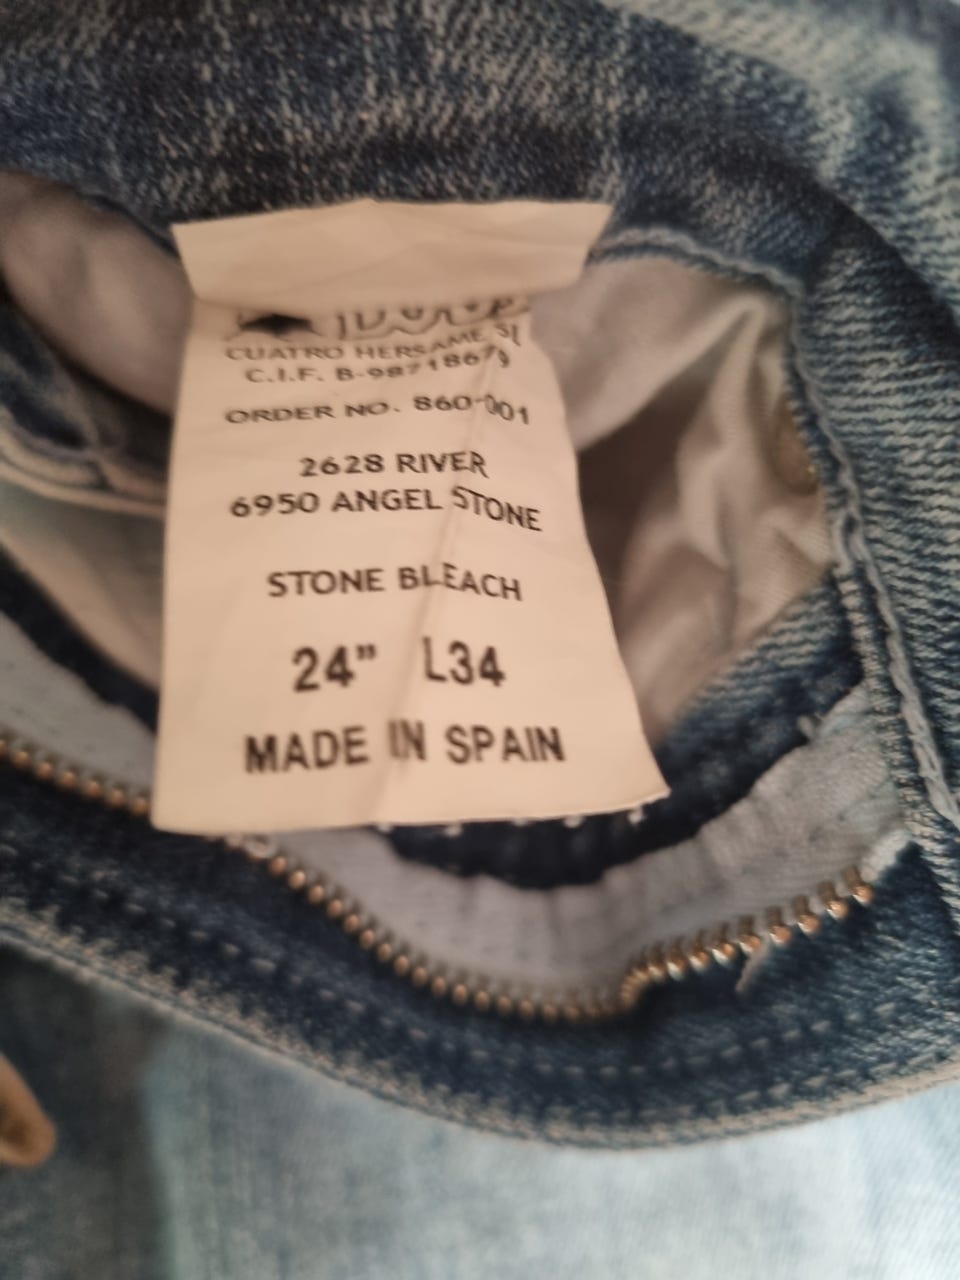 CUATRO HERSAME SL
C.I.F. B-98718679
ORDER NO. 860-001
2628 RIVER
6950 ANGEL STONE
STONE BLEACH
24" L34
MADE IN SPAIN